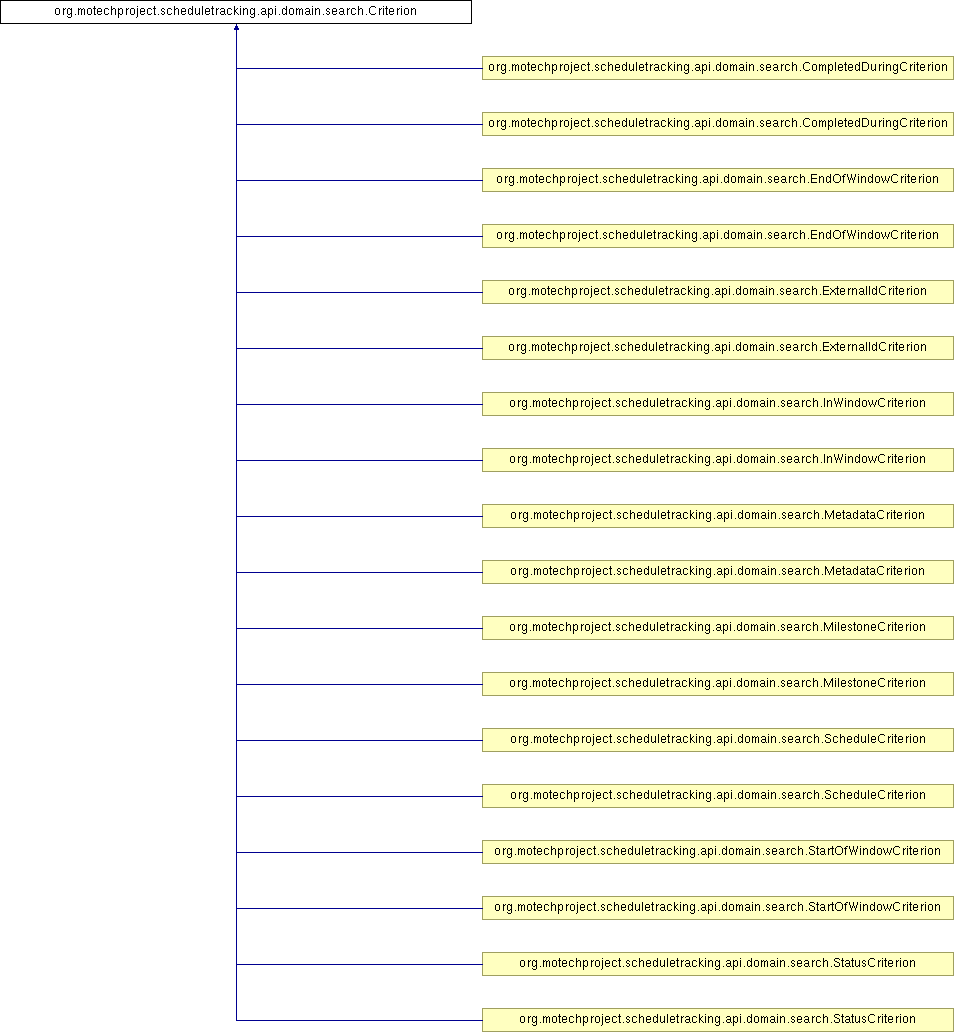 org.motechproject.scheduletracking.api.domain.search.Criterion
org.motechproject.scheduletracking.api.domain.search.CompletedDuringCriterion
org.motechproject.scheduletracking.api.domain.search.CompletedDuringCriterion
org.motechproject.scheduletracking.api.domain.search.EndOfWindowCriterion
org.motechproject.scheduletracking.api.domain.search.EndOfWindowCriterion
org.motechproject.scheduletracking.api.domain.search.ExternalIdCriterion
org.motechproject.scheduletracking.api.domain.search.ExternalIdCriterion
org.motechproject.scheduletracking.api.domain.search.InWindowCriterion
org.motechproject.scheduletracking.api.domain.search.InWindowCriterion
org.motechproject.scheduletracking.api.domain.search.MetadataCriterion
org.motechproject.scheduletracking.api.domain.search.MetadataCriterion
org.motechproject.scheduletracking.api.domain.search.MilestoneCriterion
org.motechproject.scheduletracking.api.domain.search.MilestoneCriterion
org.motechproject.scheduletracking.api.domain.search.ScheduleCriterion
org.motechproject.scheduletracking.api.domain.search.ScheduleCriterion
org.motechproject.scheduletracking.api.domain.search.StartOfWindowCriterion
org.motechproject.scheduletracking.api.domain.search.StartOfWindowCriterion
org.motechproject.scheduletracking.api.domain.search.StatusCriterion
org.motechproject.scheduletracking.api.domain.search.StatusCriterion